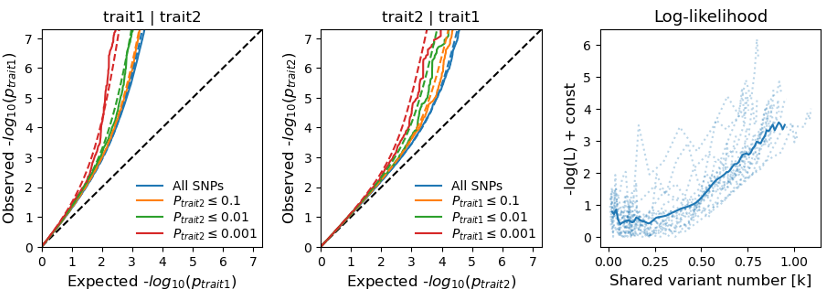 trait1 | trait2
7
6
5
4
3
2
1
0
Observed -log10(ptrait1)
All SNPs
Ptrait2 ≤ 0.1
Ptrait2 ≤ 0.01
Ptrait2 ≤ 0.001
0 1 2 3 4 5 6 7
Expected -log10(ptrait1)
trait2 | trait1
7
6
5
4
3
2
1
0
Observed -log10(ptrait2)
All SNPs
Ptrait1 ≤ 0.1
Ptrait1 ≤ 0.01
Ptrait1 ≤ 0.001
0 1 2 3 4 5 6 7
Expected -log10(ptrait2)
Log-likelihood
6
5
4
3
2
1
0
-log(L) + const
0.00 0.25 0.50 0.75 1.00
Shared variant number [k]